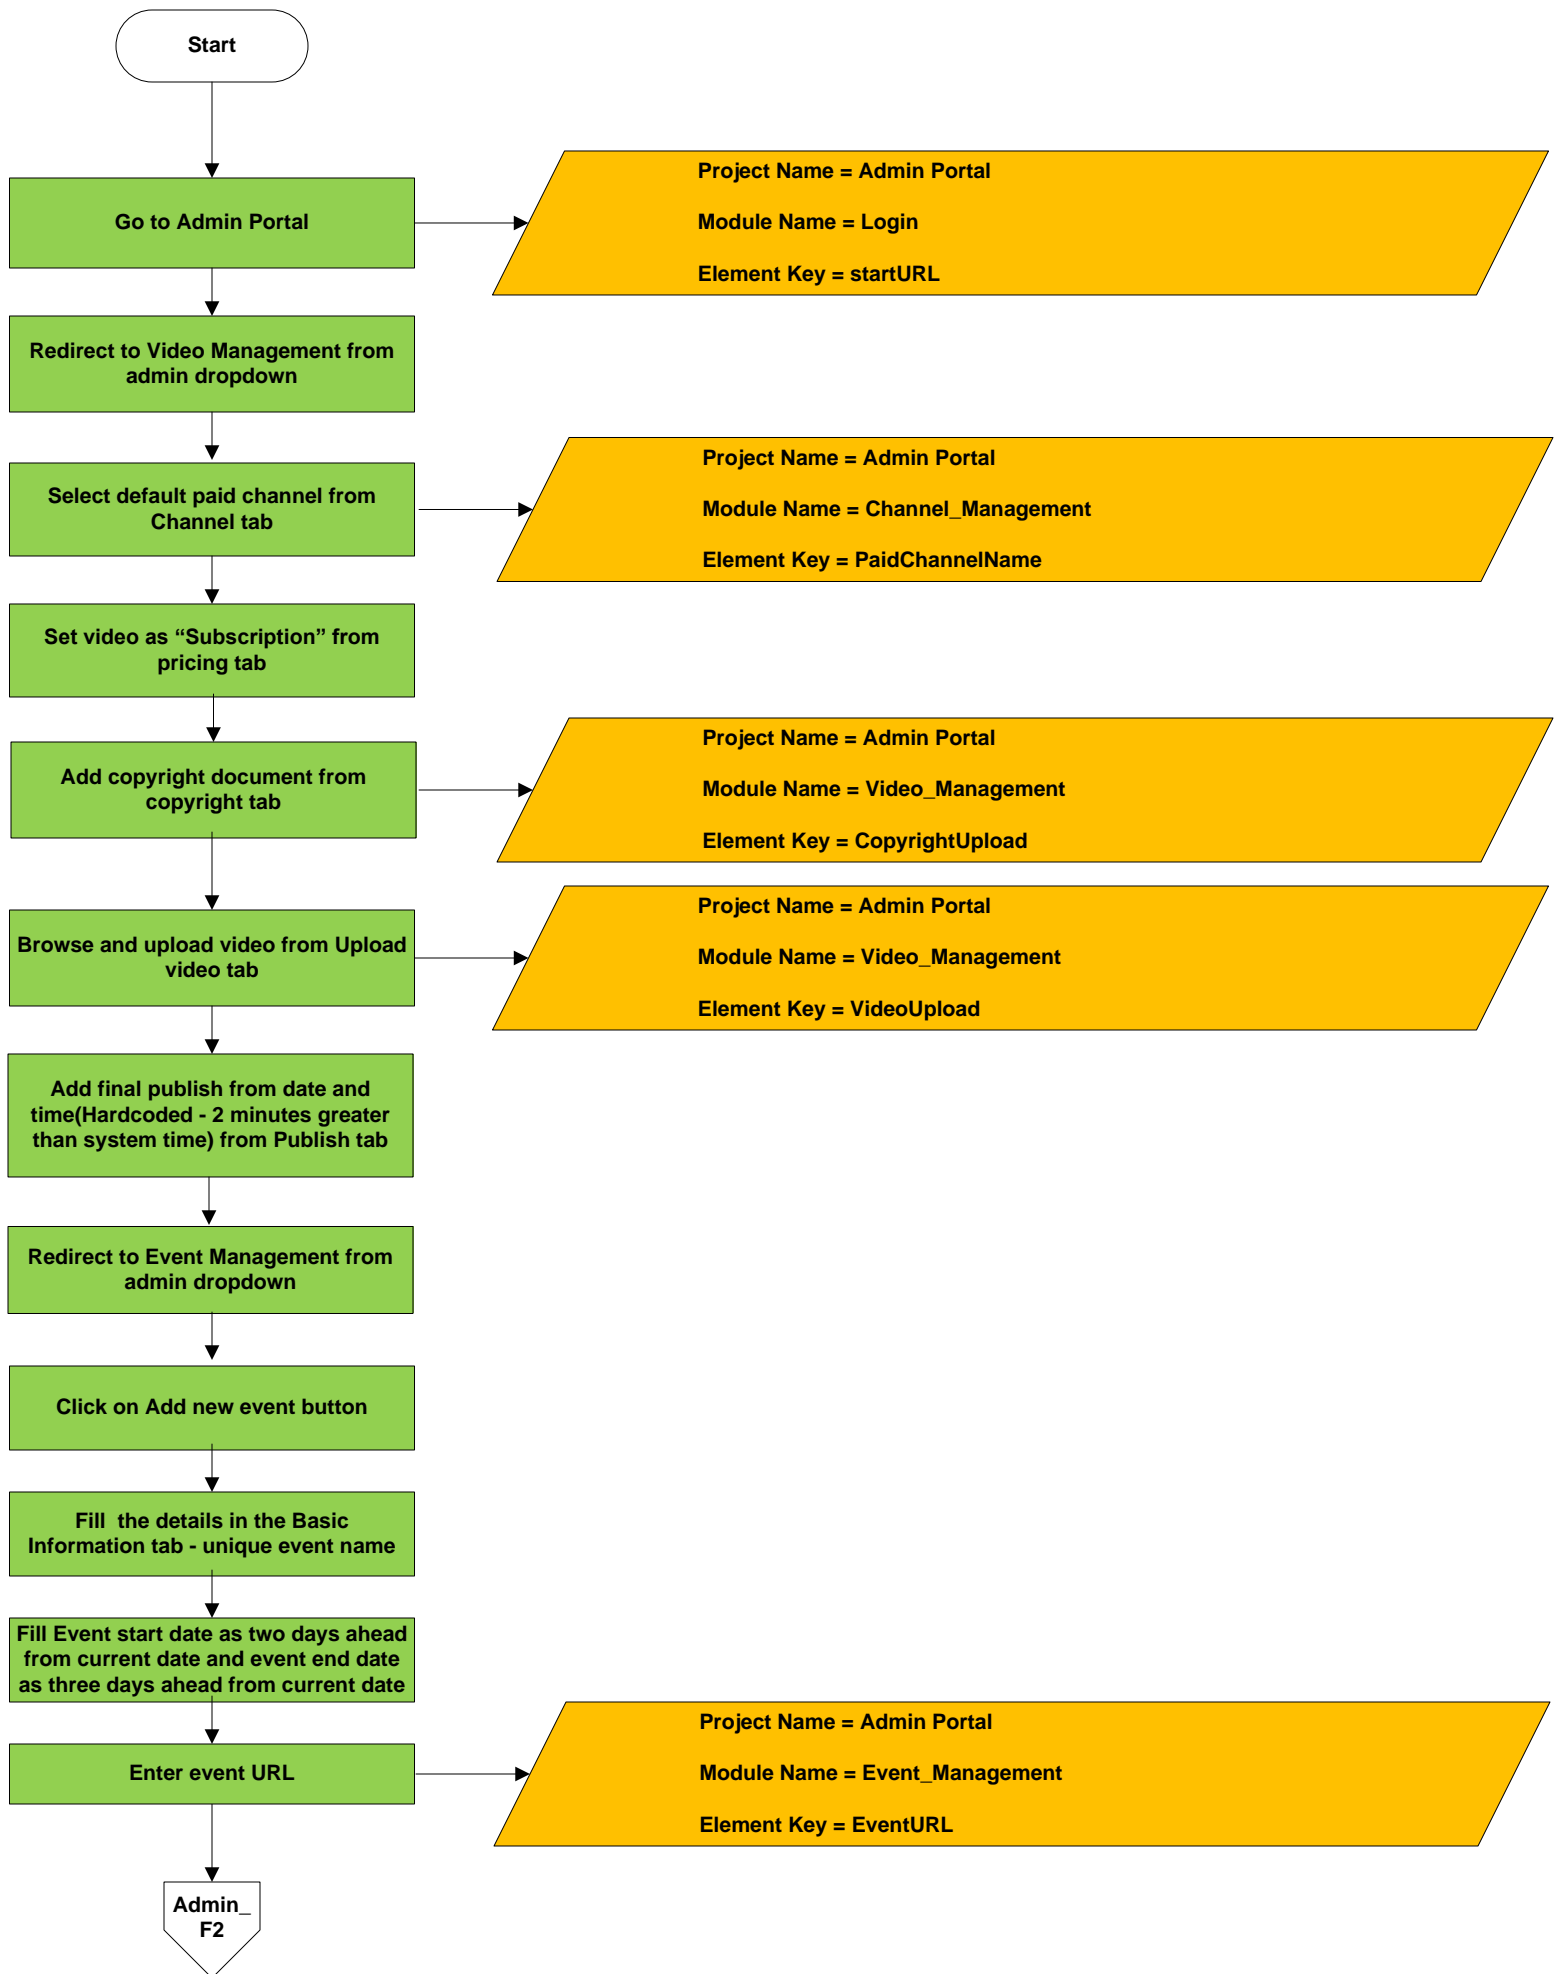 Start
Go to Admin Portal
Project Name = Admin Portal
Module Name = Login
Element Key = startURL
Redirect to Video Management from
admin dropdown
Select default paid channel from
Channel tab
Project Name = Admin Portal
Module Name = Channel_Management
Element Key = PaidChannelName
Set video as “Subscription” from
pricing tab
Add copyright document from
copyright tab
Project Name = Admin Portal
Module Name = Video_Management
Element Key = CopyrightUpload
Browse and upload video from Upload
video tab
Project Name = Admin Portal
Module Name = Video_Management
Element Key = VideoUpload
Add final publish from date and
time(Hardcoded - 2 minutes greater
than system time) from Publish tab
Redirect to Event Management from
admin dropdown
Click on Add new event button
Fill  the details in the Basic
Information tab - unique event name
Fill Event start date as two days ahead
from current date and event end date
as three days ahead from current date
Enter event URL
Project Name = Admin Portal
Module Name = Event_Management
Element Key = EventURL
Admin_
F2